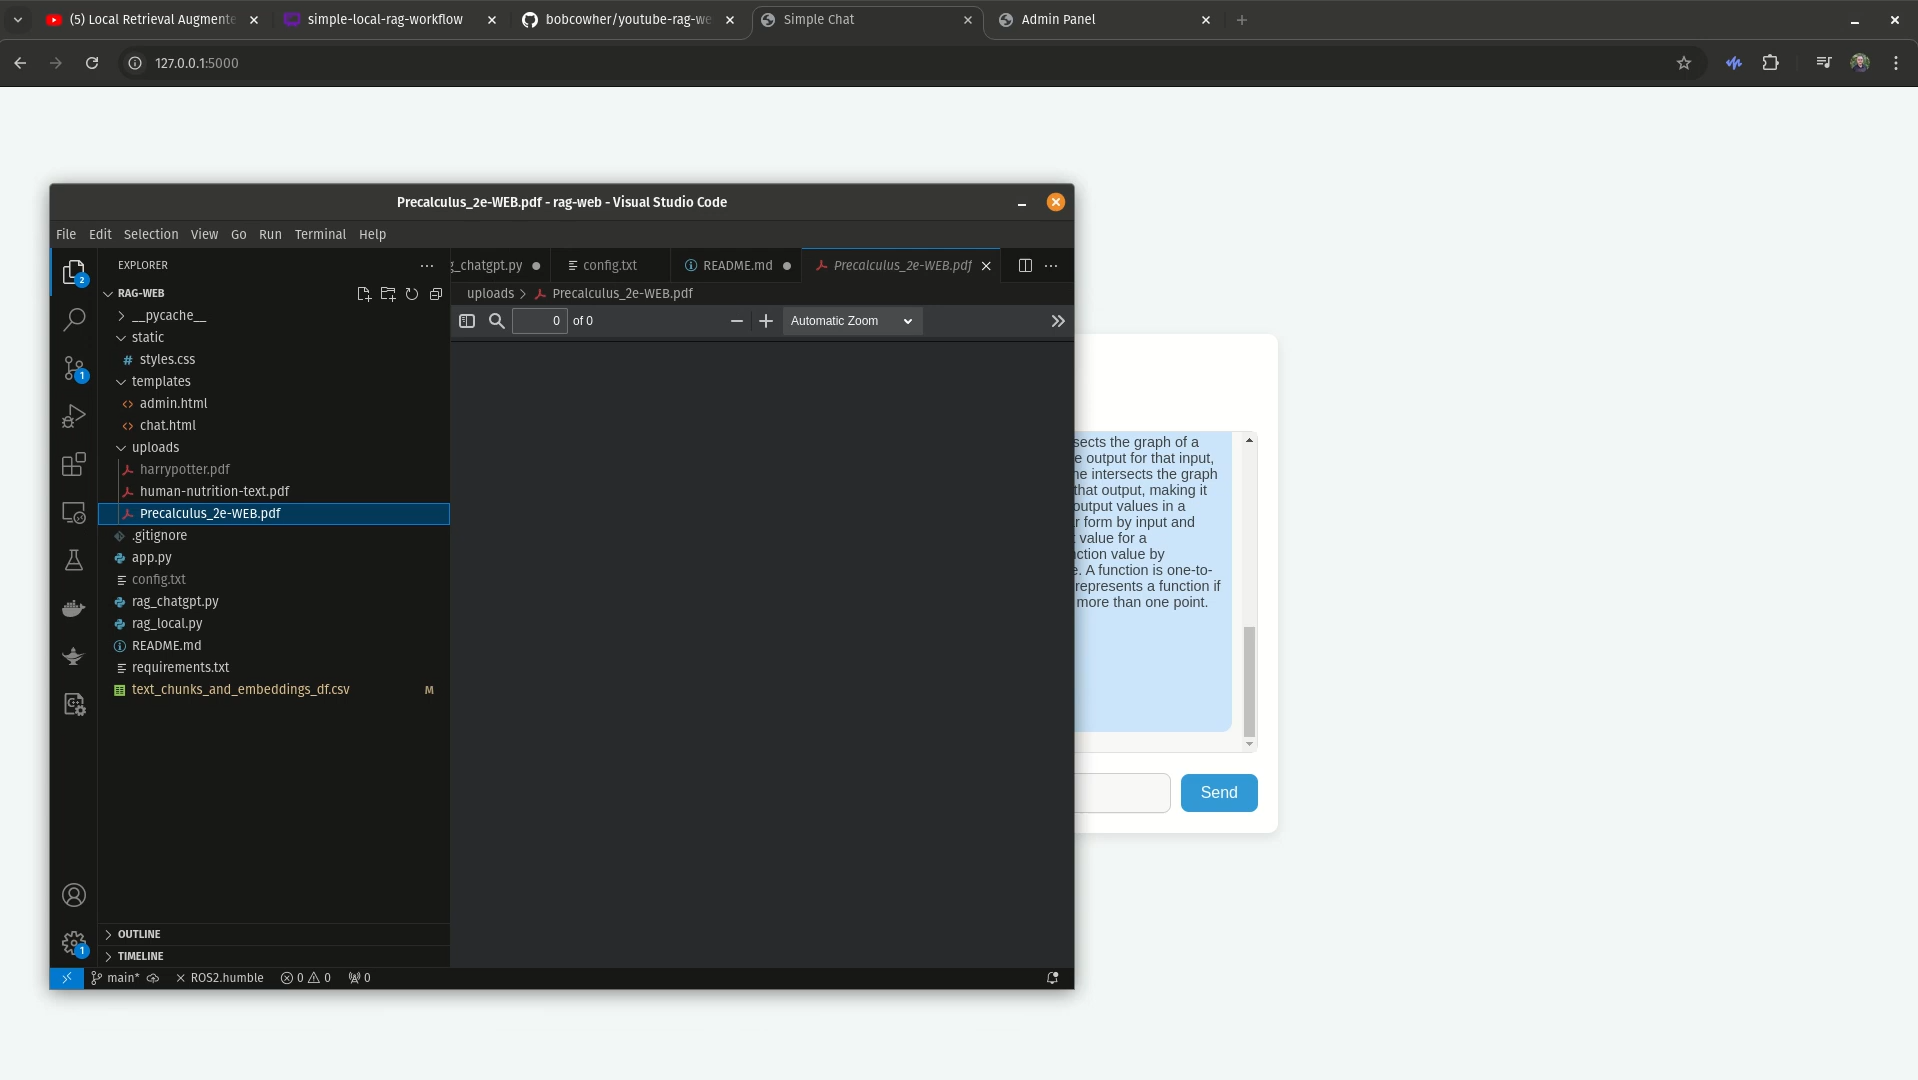 (5) Local Retrieval Augmente
simple-local-rag-workflow
bobcowher/youtube-rag-we
Simple Chat
Admin Panel
127.0.0.1:5000
Precalculus_2e-WEB.pdf - rag-web - Visual Studio Code
File Edit Selection View Go Run Terminal Help
EXPLORER
g_chatgpt.py
config.txt
README.md
Precalculus_2e-WEB.pdf
RAG-WEB
uploads > Precalculus_2e-WEB.pdf
0 of 0
Automatic Zoom
__pycache__
static
styles.css
templates
admin.html
chat.html
uploads
harrypotter.pdf
human-nutrition-text.pdf
Precalculus_2e-WEB.pdf
.gitignore
app.py
config.txt
rag_chatgpt.py
rag_local.py
README.md
requirements.txt
text_chunks_and_embeddings_df.csv M
2
1
1
OUTLINE
TIMELINE
main* ROS2.humble 0 0 0
sects the graph of a
e output for that input,
ne intersects the graph
that output, making it
output values in a
r form by input and
value for a
nction value by
e. A function is one-to-
represents a function if
more than one point.
Send